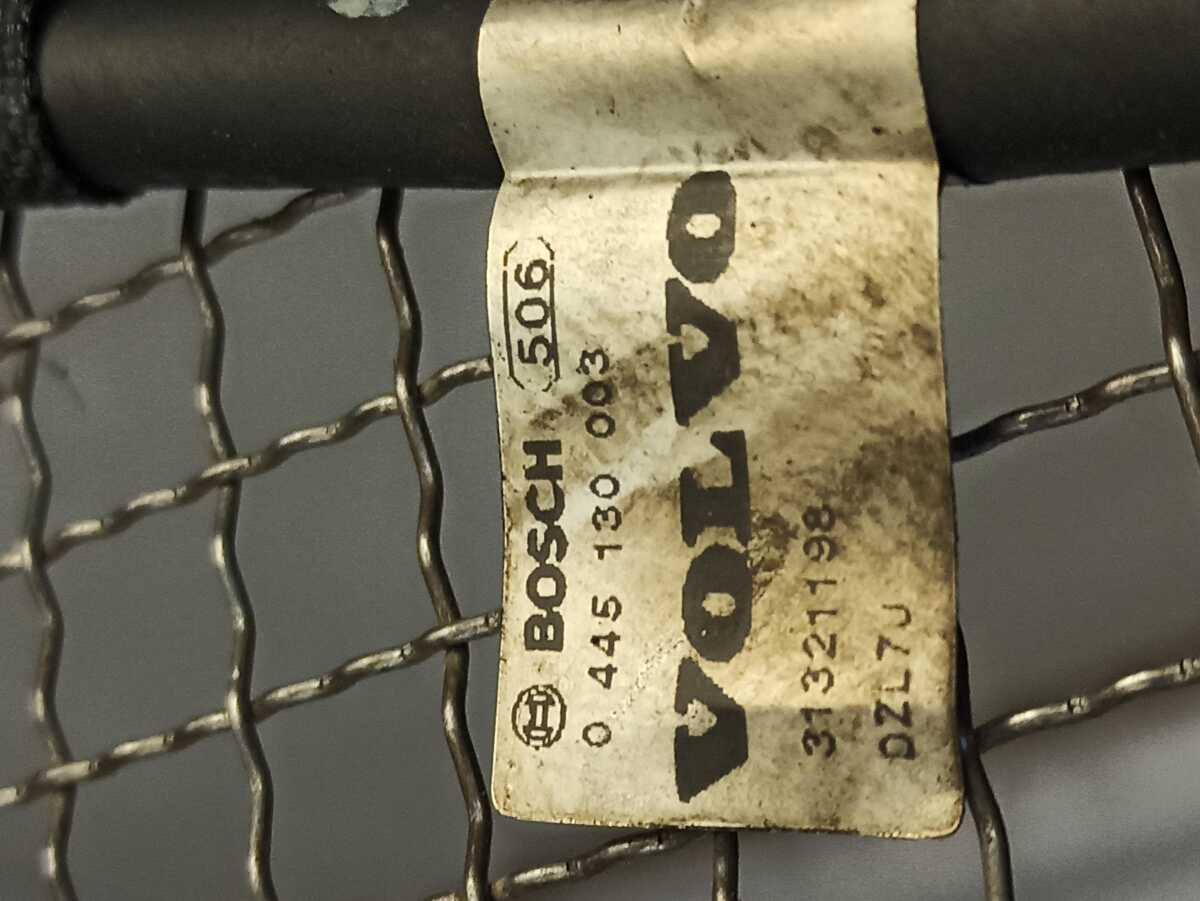 BOSCH 506
0 445 130 003
VOLVO
31321198
DZL7J